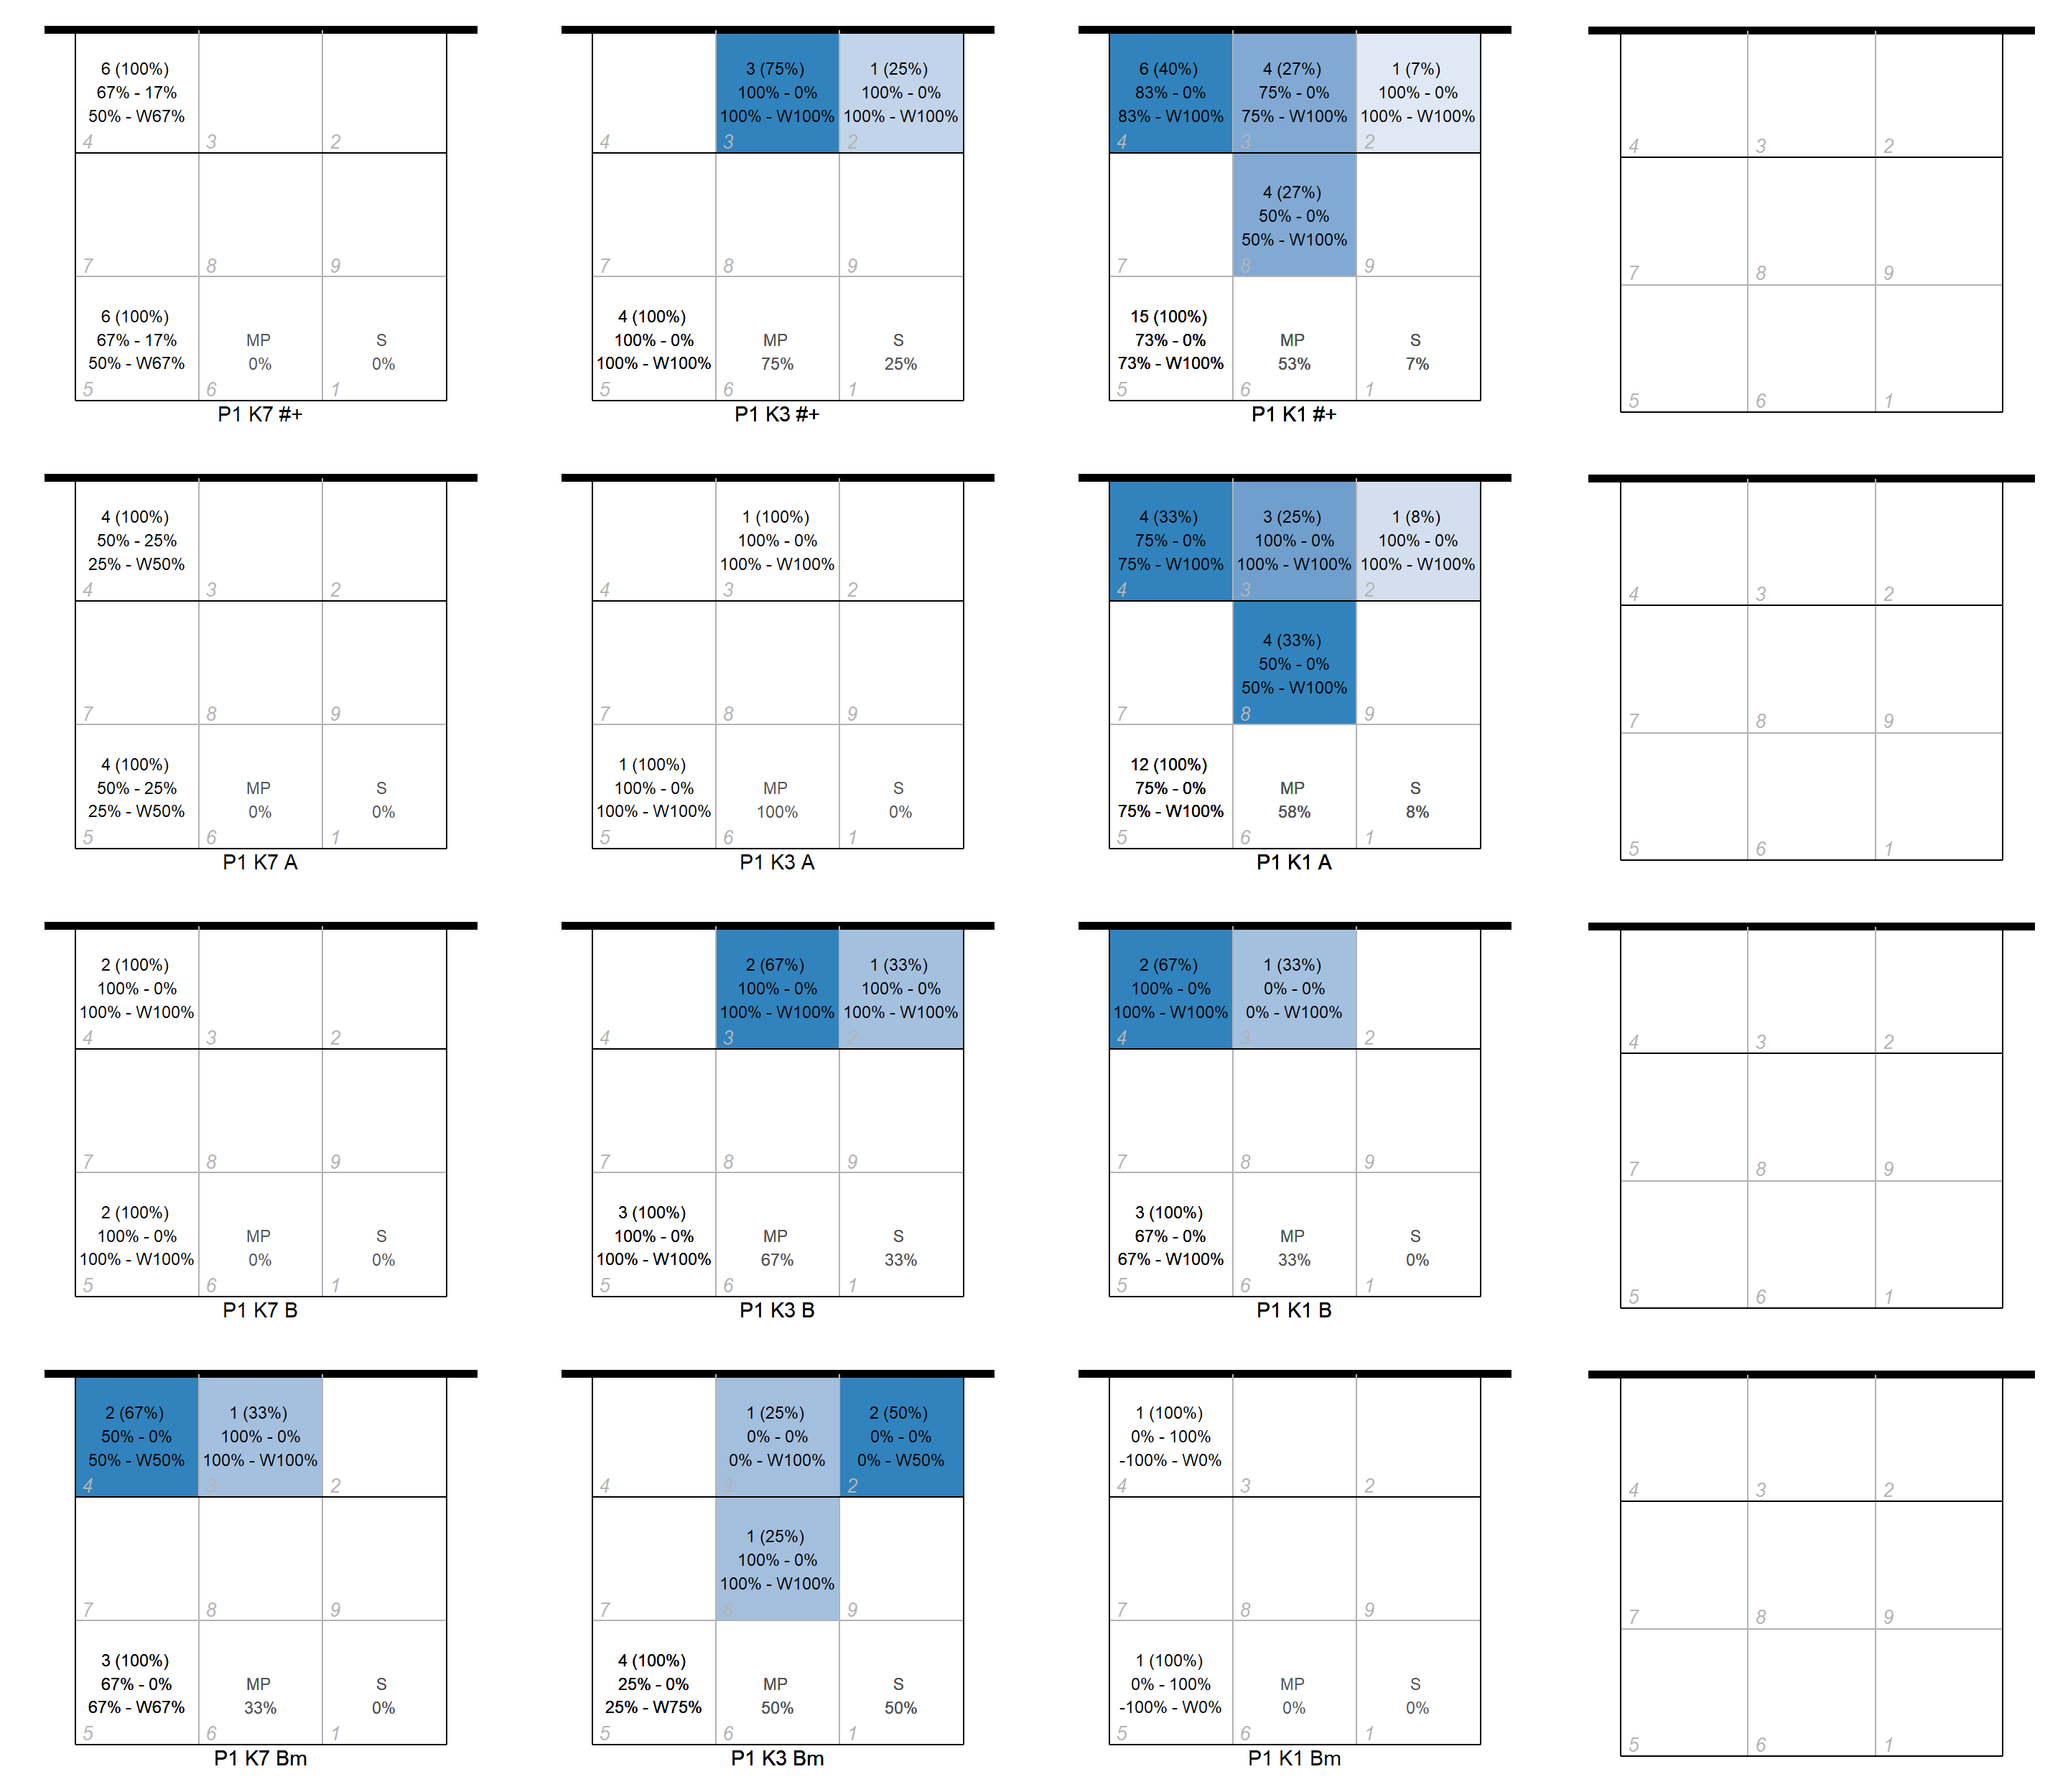 6 (100%)
67% - 17%
50% - W67%
4
3
2
7
8
9
6 (100%)
67% - 17%
50% - W67%
5
MP
0%
6
S
0%
1
P1 K7 #+
4
3 (75%)
100% - 0%
100% - W100%
3
1 (25%)
100% - 0%
100% - W100%
2
7
8
9
4 (100%)
100% - 0%
100% - W100%
5
MP
75%
6
S
25%
1
P1 K3 #+
6 (40%)
83% - 0%
83% - W100%
4
4 (27%)
75% - 0%
75% - W100%
3
1 (7%)
100% - 0%
100% - W100%
2
7
4 (27%)
50% - 0%
50% - W100%
8
9
15 (100%)
73% - 0%
73% - W100%
5
MP
53%
6
S
7%
1
P1 K1 #+
4
3
2
7
8
9
5
6
1
4 (100%)
50% - 25%
25% - W50%
4
3
2
7
8
9
4 (100%)
50% - 25%
25% - W50%
5
MP
0%
6
S
0%
1
P1 K7 A
4
1 (100%)
100% - 0%
100% - W100%
3
2
7
8
9
1 (100%)
100% - 0%
100% - W100%
5
MP
100%
6
S
0%
1
P1 K3 A
4 (33%)
75% - 0%
75% - W100%
4
3 (25%)
100% - 0%
100% - W100%
3
1 (8%)
100% - 0%
100% - W100%
2
7
4 (33%)
50% - 0%
50% - W100%
8
9
12 (100%)
75% - 0%
75% - W100%
5
MP
58%
6
S
8%
1
P1 K1 A
4
3
2
7
8
9
5
6
1
2 (100%)
100% - 0%
100% - W100%
4
3
2
7
8
9
2 (100%)
100% - 0%
100% - W100%
5
MP
0%
6
S
0%
1
P1 K7 B
4
2 (67%)
100% - 0%
100% - W100%
3
1 (33%)
100% - 0%
100% - W100%
2
7
8
9
3 (100%)
100% - 0%
100% - W100%
5
MP
67%
6
S
33%
1
P1 K3 B
2 (67%)
100% - 0%
100% - W100%
4
1 (33%)
0% - 0%
0% - W100%
3
2
7
8
9
3 (100%)
67% - 0%
67% - W100%
5
MP
33%
6
S
0%
1
P1 K1 B
4
3
2
7
8
9
5
6
1
2 (67%)
50% - 0%
50% - W50%
4
1 (33%)
100% - 0%
100% - W100%
3
2
7
8
9
3 (100%)
67% - 0%
67% - W67%
5
MP
33%
6
S
0%
1
P1 K7 Bm
4
1 (25%)
0% - 0%
0% - W100%
3
2 (50%)
0% - 0%
0% - W50%
2
7
1 (25%)
100% - 0%
100% - W100%
8
9
4 (100%)
25% - 0%
25% - W75%
5
MP
50%
6
S
50%
1
P1 K3 Bm
1 (100%)
0% - 100%
-100% - W0%
4
3
2
7
8
9
1 (100%)
0% - 100%
-100% - W0%
5
MP
0%
6
S
0%
1
P1 K1 Bm
4
3
2
7
8
9
5
6
1